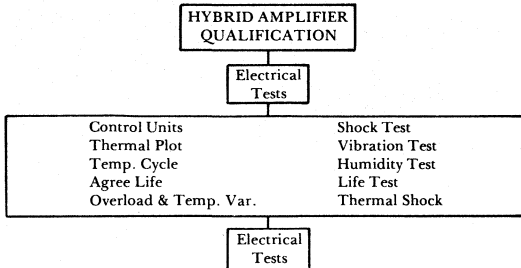 HYBRID AMPLIFIER
QUALIFICATION
Electrical
Tests
Control Units
Thermal Plot
Temp. Cycle
Agree Life
Overload & Temp. Var.
Shock Test
Vibration Test
Humidity Test
Life Test
Thermal Shock
Electrical
Tests